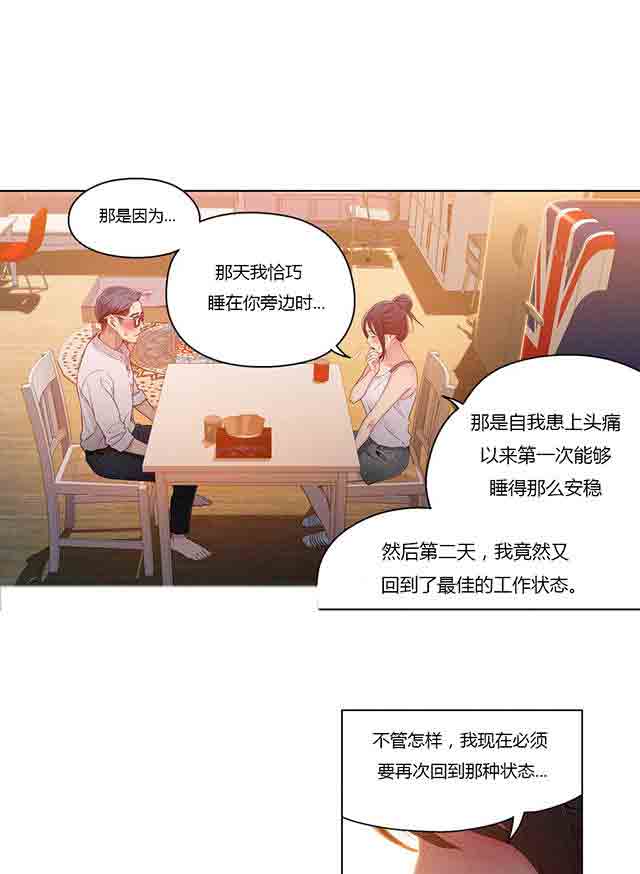 那是因为...
那天我恰巧
睡在你旁边时...
那是自我患上头痛
以来第一次能够
睡得那么安稳
然后第二天，我竟然又
回到了最佳的工作状态。
不管怎样，我现在必须
要再次回到那种状态...